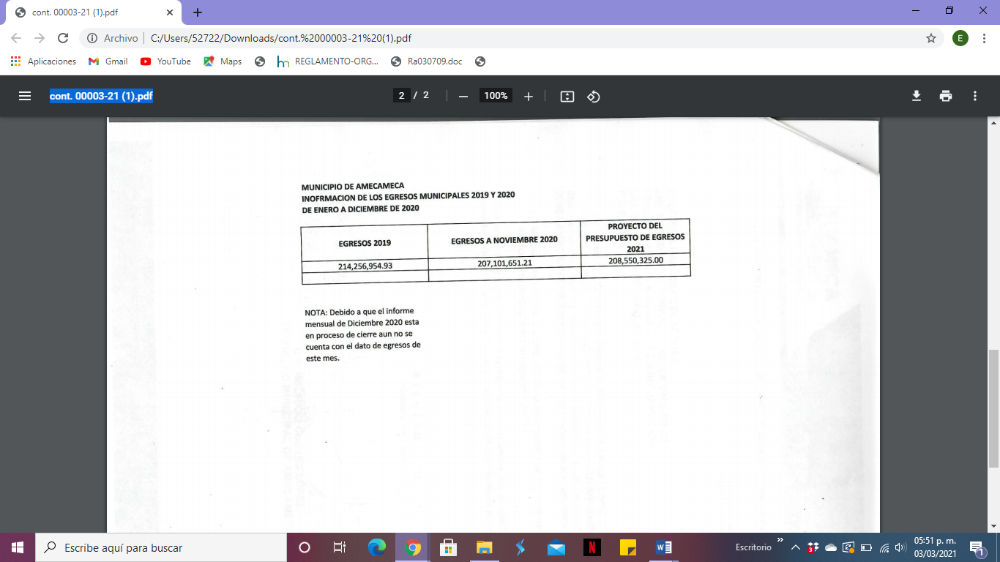 cont. 00003-21 (1).pdf
Archivo
C:/Users/52722/Downloads/cont.%2000003-21%20(1).pdf
E
Aplicaciones
Gmail
YouTube
Maps
REGLAMENTO-ORG...
Ra030709.doc
cont. 00003-21 (1).pdf
2 / 2
100%
MUNICIPIO DE AMECAMECA
INOFRMACION DE LOS EGRESOS MUNICIPALES 2019 Y 2020
DE ENERO A DICIEMBRE DE 2020
EGRESOS 2019
EGRESOS A NOVIEMBRE 2020
PROYECTO DEL
PRESUPUESTO DE EGRESOS
2021
214,256,954.93
207,101,651.21
208,550,325.00
NOTA: Debido a que el informe
mensual de Diciembre 2020 esta
en proceso de cierre aun no se
cuenta con el dato de egresos de
este mes.
Escribe aquí para buscar
Escritorio
05:51 p. m.
03/03/2021
1